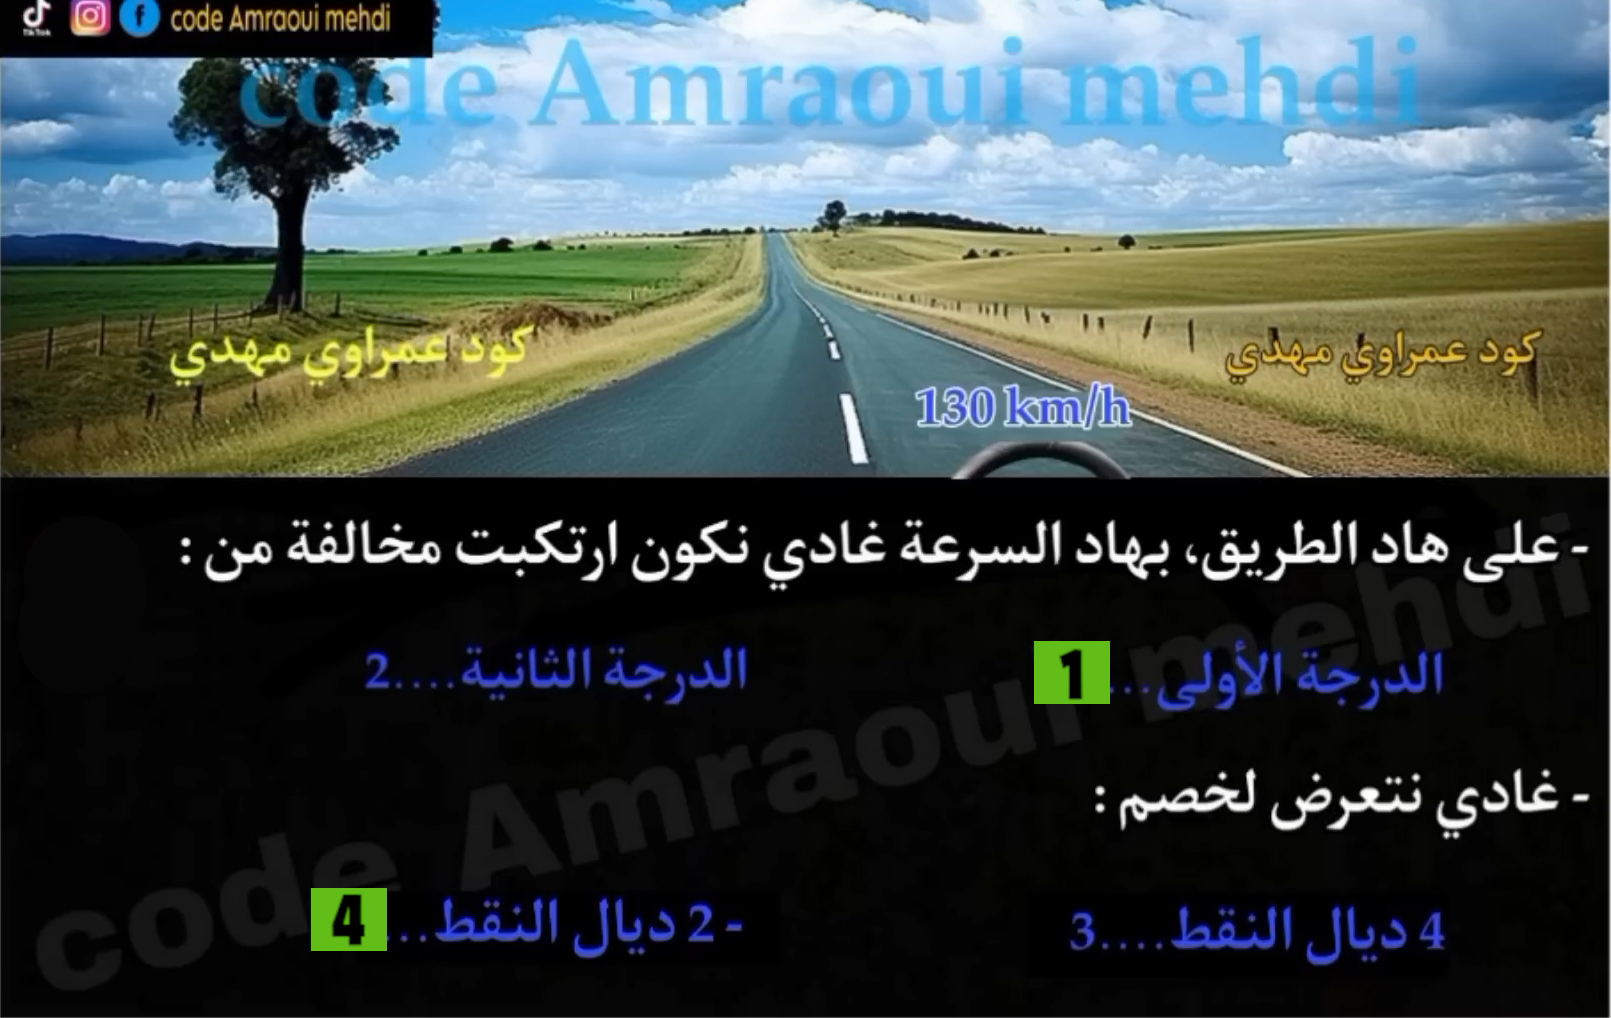 TikTok
code Amraoui mehdi
code Amraoui mehdi
كود عمراوي مهدي
كود عمراوي مهدي
130 km/h
- على هاد الطريق، بهاد السرعة غادي نكون ارتكبت مخالفة من :
الدرجة الأولى...1
الدرجة الثانية....2
- غادي نتعرض لخصم :
4 ديال النقط....3
- 2 ديال النقط...4
code Amraoui mehdi